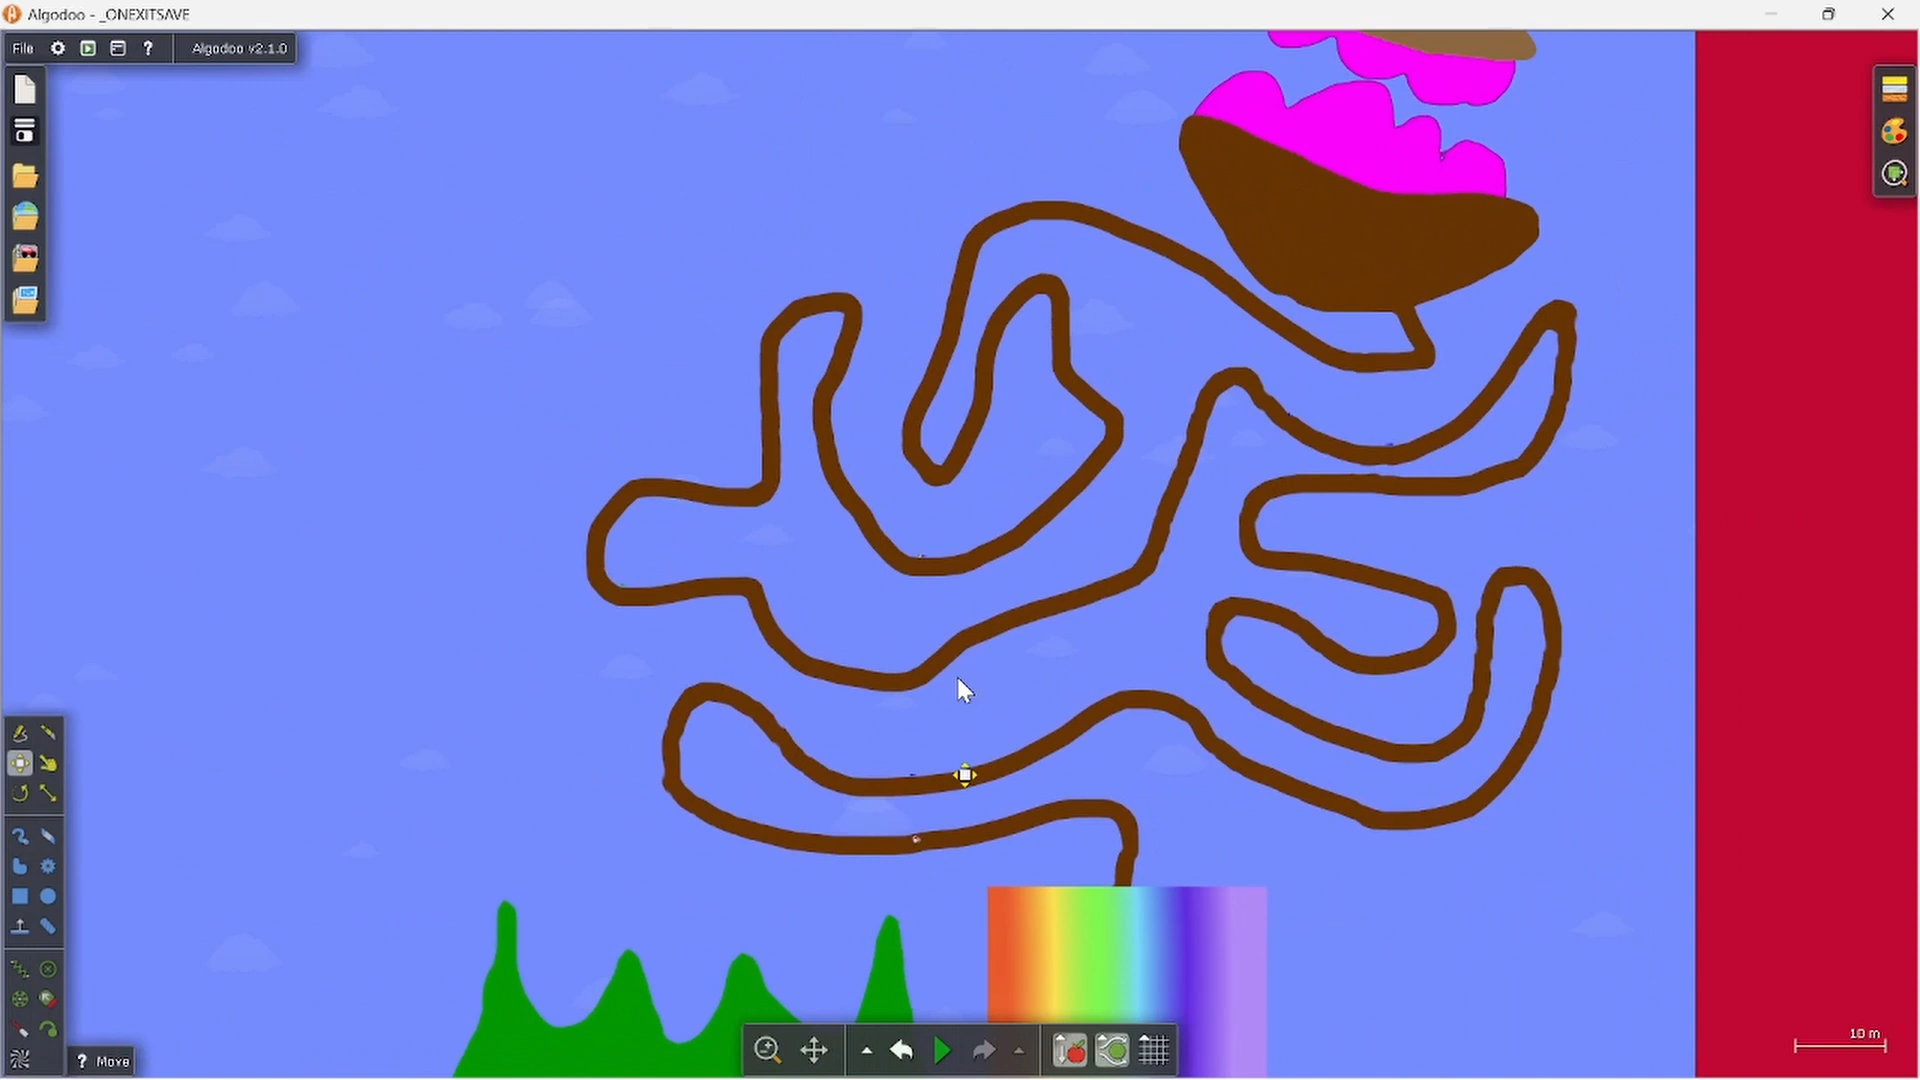 Algodoo - _ONEXITSAVE
File ? Algodoo v2.1.0
? Move
10 m